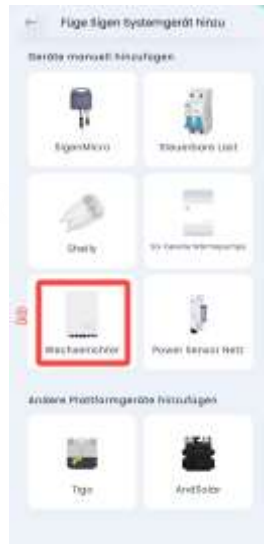 Füge Sigen Systemgerät hinzu
Geräte manuell hinzufügen
SigenMicro
Steuerbare Last
Shelly
Wechselrichter
Power Sensor Netz
Andere Plattformgeräte hinzufügen
Tigo
AndSolar